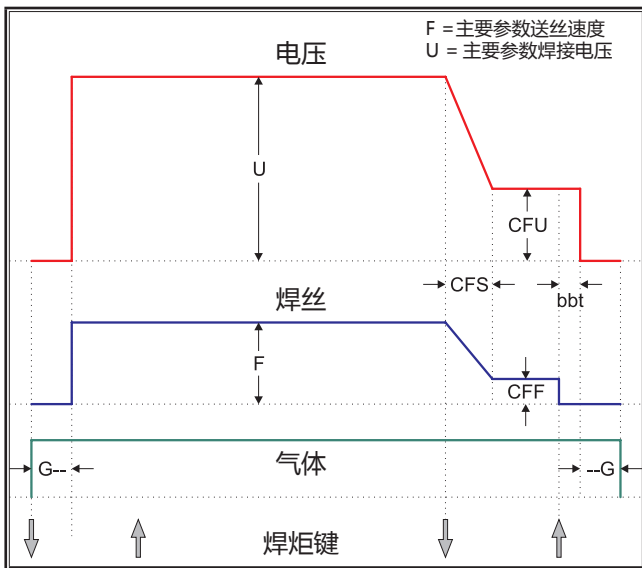 F =主要参数送丝速度
U =主要参数焊接电压
电压
U
CFU
CFS
bbt
焊丝
F
CFF
气体
G--
--G
焊炬键